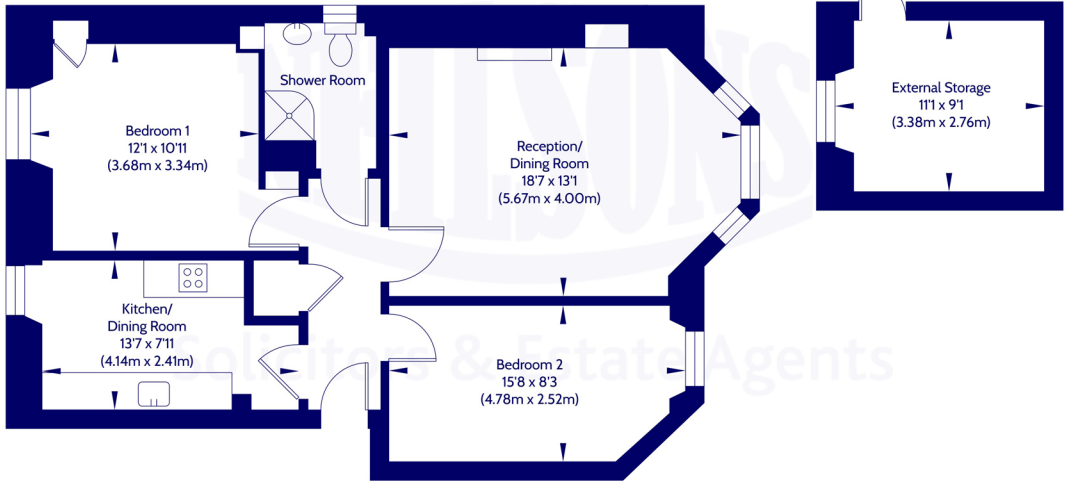 NEILSONS
Solicitors & Estate Agents
Bedroom 1
12'1 x 10'11
(3.68m x 3.34m)
Shower Room
Reception/
Dining Room
18'7 x 13'1
(5.67m x 4.00m)
External Storage
11'1 x 9'1
(3.38m x 2.76m)
Kitchen/
Dining Room
13'7 x 7'11
(4.14m x 2.41m)
Bedroom 2
15'8 x 8'3
(4.78m x 2.52m)